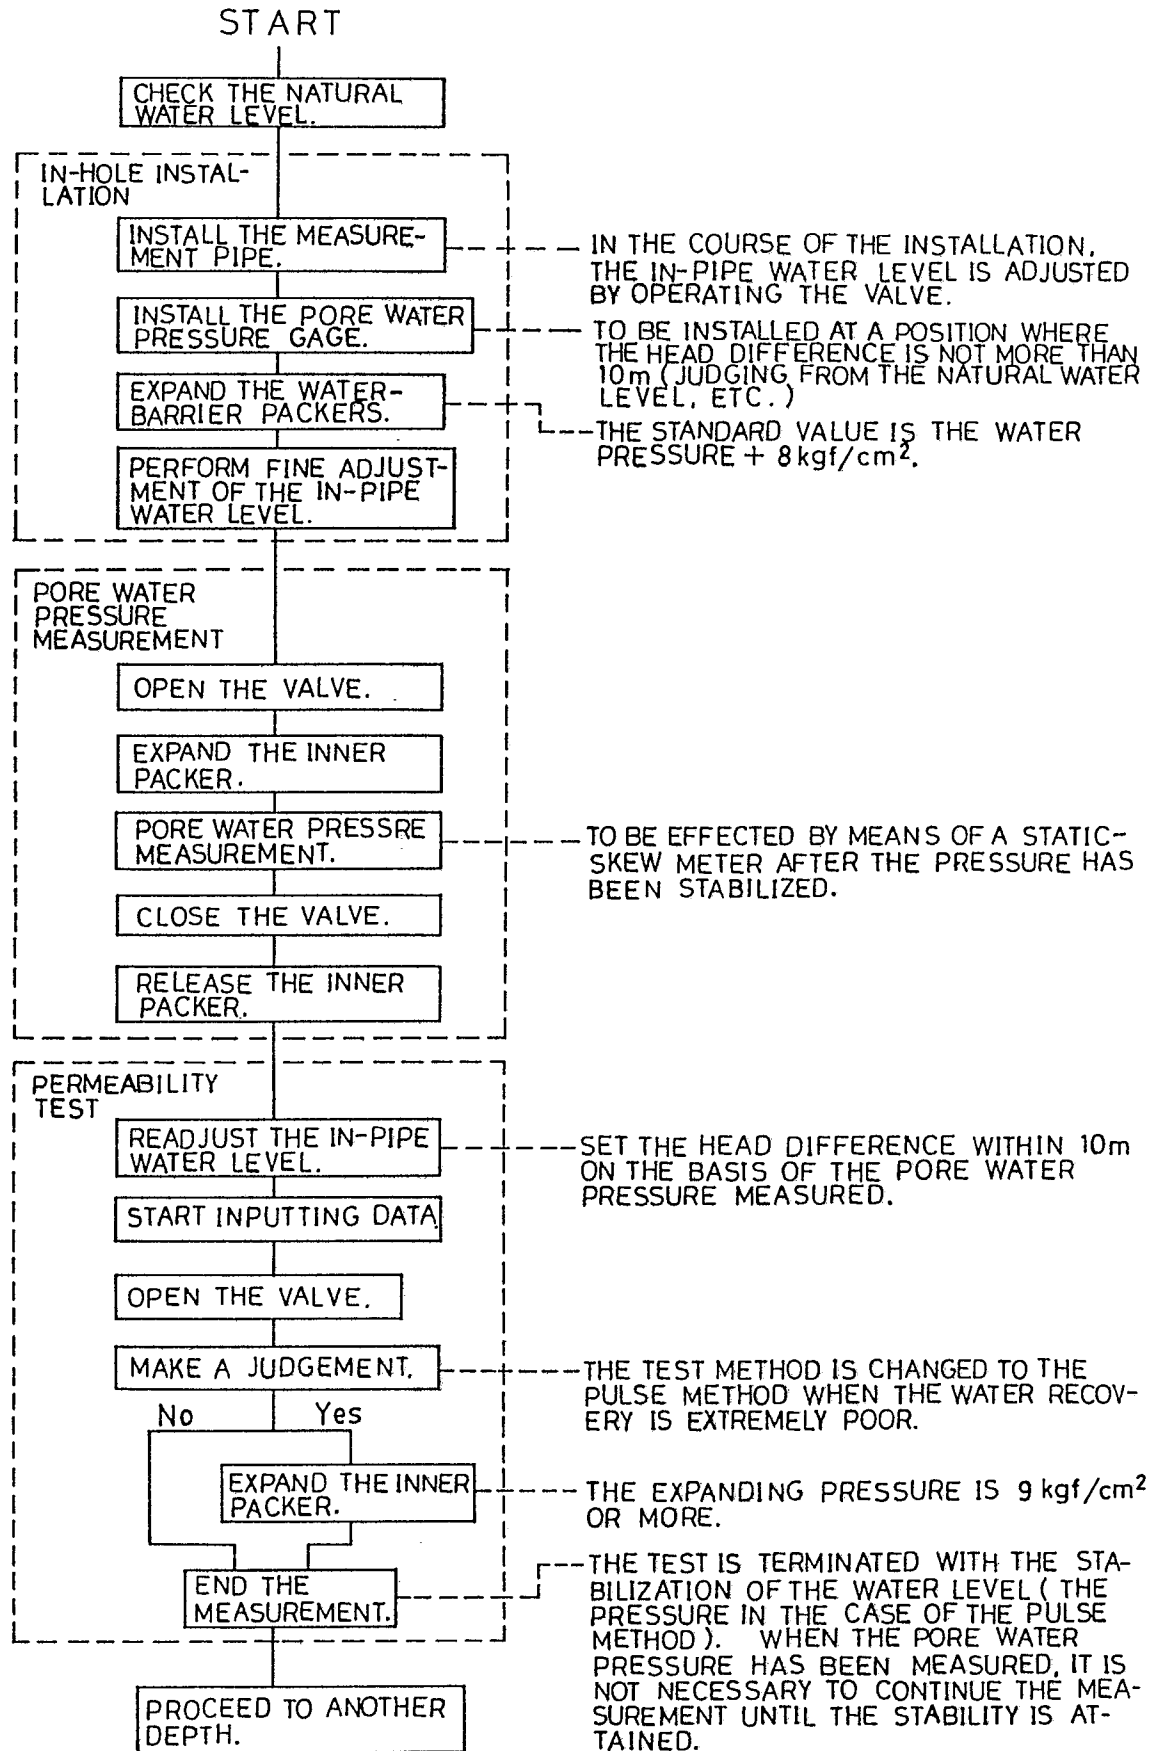 START
CHECK THE NATURAL
WATER LEVEL.
IN-HOLE INSTAL-
LATION
INSTALL THE MEASURE-
MENT PIPE.
IN THE COURSE OF THE INSTALLATION,
THE IN-PIPE WATER LEVEL IS ADJUSTED
BY OPERATING THE VALVE.
INSTALL THE PORE WATER
PRESSURE GAGE.
TO BE INSTALLED AT A POSITION WHERE
THE HEAD DIFFERENCE IS NOT MORE THAN
10m (JUDGING FROM THE NATURAL WATER
LEVEL, ETC.)
EXPAND THE WATER-
BARRIER PACKERS.
THE STANDARD VALUE IS THE WATER
PRESSURE + 8kgf/cm².
PERFORM FINE ADJUST-
MENT OF THE IN-PIPE
WATER LEVEL.
PORE WATER
PRESSURE
MEASUREMENT
OPEN THE VALVE.
EXPAND THE INNER
PACKER.
PORE WATER PRESSRE
MEASUREMENT.
TO BE EFFECTED BY MEANS OF A STATIC-
SKEW METER AFTER THE PRESSURE HAS
BEEN STABILIZED.
CLOSE THE VALVE.
RELEASE THE INNER
PACKER.
PERMEABILITY
TEST
READJUST THE IN-PIPE
WATER LEVEL.
SET THE HEAD DIFFERENCE WITHIN 10m
ON THE BASIS OF THE PORE WATER
PRESSURE MEASURED.
START INPUTTING DATA.
OPEN THE VALVE.
MAKE A JUDGEMENT.
THE TEST METHOD IS CHANGED TO THE
PULSE METHOD WHEN THE WATER RECOV-
ERY IS EXTREMELY POOR.
No Yes
EXPAND THE INNER
PACKER.
THE EXPANDING PRESSURE IS 9 kgf/cm²
OR MORE.
END THE
MEASUREMENT.
THE TEST IS TERMINATED WITH THE STA-
BILIZATION OF THE WATER LEVEL (THE
PRESSURE IN THE CASE OF THE PULSE
METHOD). WHEN THE PORE WATER
PRESSURE HAS BEEN MEASURED, IT IS
NOT NECESSARY TO CONTINUE THE MEA-
SUREMENT UNTIL THE STABILITY IS AT-
TAINED.
PROCEED TO ANOTHER
DEPTH.